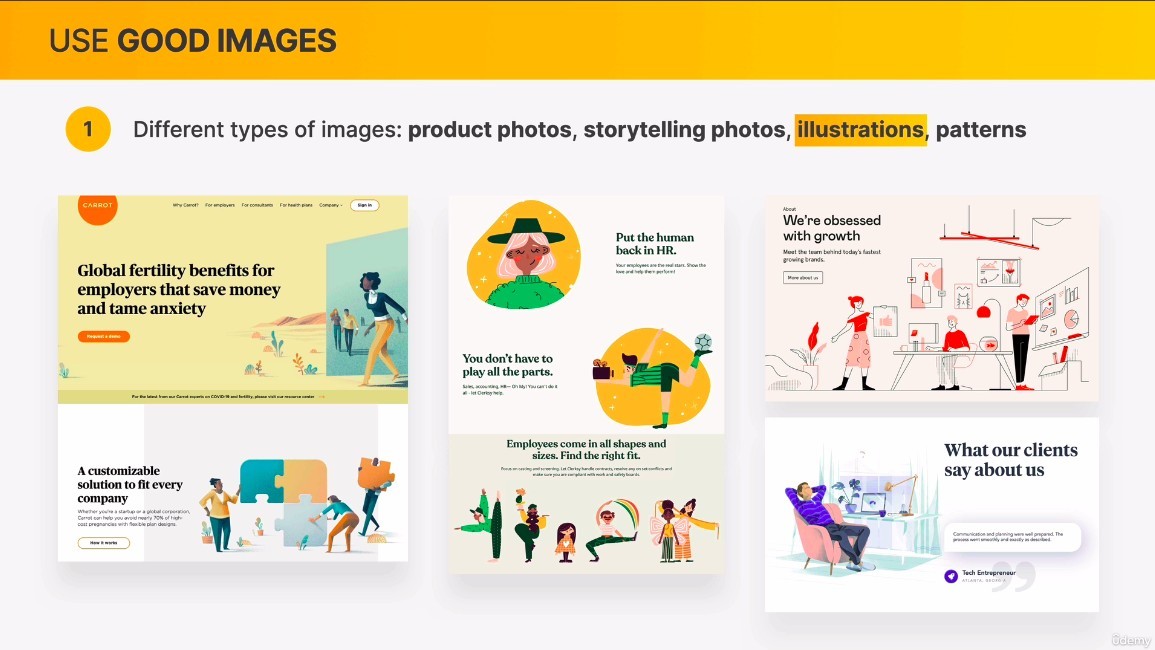 USE GOOD IMAGES
1
Different types of images: product photos, storytelling photos, illustrations, patterns
CARROT
Why Carrot? For employers For consultants For health plans Company Sign in
Global fertility benefits for
employers that save money
and tame anxiety
Request a demo
For the latest from our Carrot experts on COVID-19 and fertility, please visit our resource center
A customizable
solution to fit every
company
Whether you're a startup or a global corporation,
Carrot can help you avoid nearly 70% of high-
cost pregnancies with flexible plan designs.
How it works
Put the human
back in HR.
Your employees are the real stars. Show the
love and help them perform!
You don't have to
play all the parts.
Sales, accounting, HR— Oh My! You can't do it
all - let Clerksy help.
Employees come in all shapes and
sizes. Find the right fit.
Focus on casting and screening. Let Clerksy handle contracts, resolve any on set conflicts and
make sure you are compliant with work and safety boards.
About
We're obsessed
with growth
Meet the team behind today's fastest
growing brands.
More about us
What our clients
say about us
Communication and planning were well prepared. The
process went smoothly and exactly as described.
Tech Entrepreneur
ATLANTA, GEORGIA
ûdemy